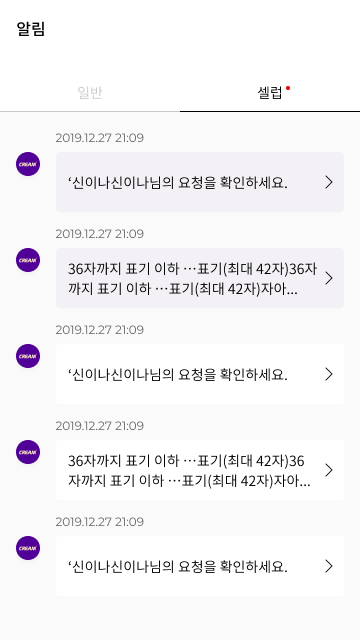 알림
일반
셀럽
2019.12.27 21:09
CREAM
‘신이나신이나님의 요청을 확인하세요.
2019.12.27 21:09
CREAM
36자까지 표기 이하 …표기(최대 42자)36자
까지 표기 이하 …표기(최대 42자)자아...
2019.12.27 21:09
CREAM
‘신이나신이나님의 요청을 확인하세요.
2019.12.27 21:09
CREAM
36자까지 표기 이하 …표기(최대 42자)36
자까지 표기 이하 …표기(최대 42자)자아...
2019.12.27 21:09
CREAM
‘신이나신이나님의 요청을 확인하세요.